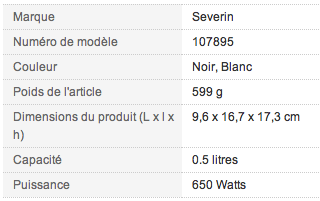 Marque Severin
Numéro de modèle 107895
Couleur Noir, Blanc
Poids de l'article 599 g
Dimensions du produit (L x l x 9,6 x 16,7 x 17,3 cm
h)
Capacité 0.5 litres
Puissance 650 Watts